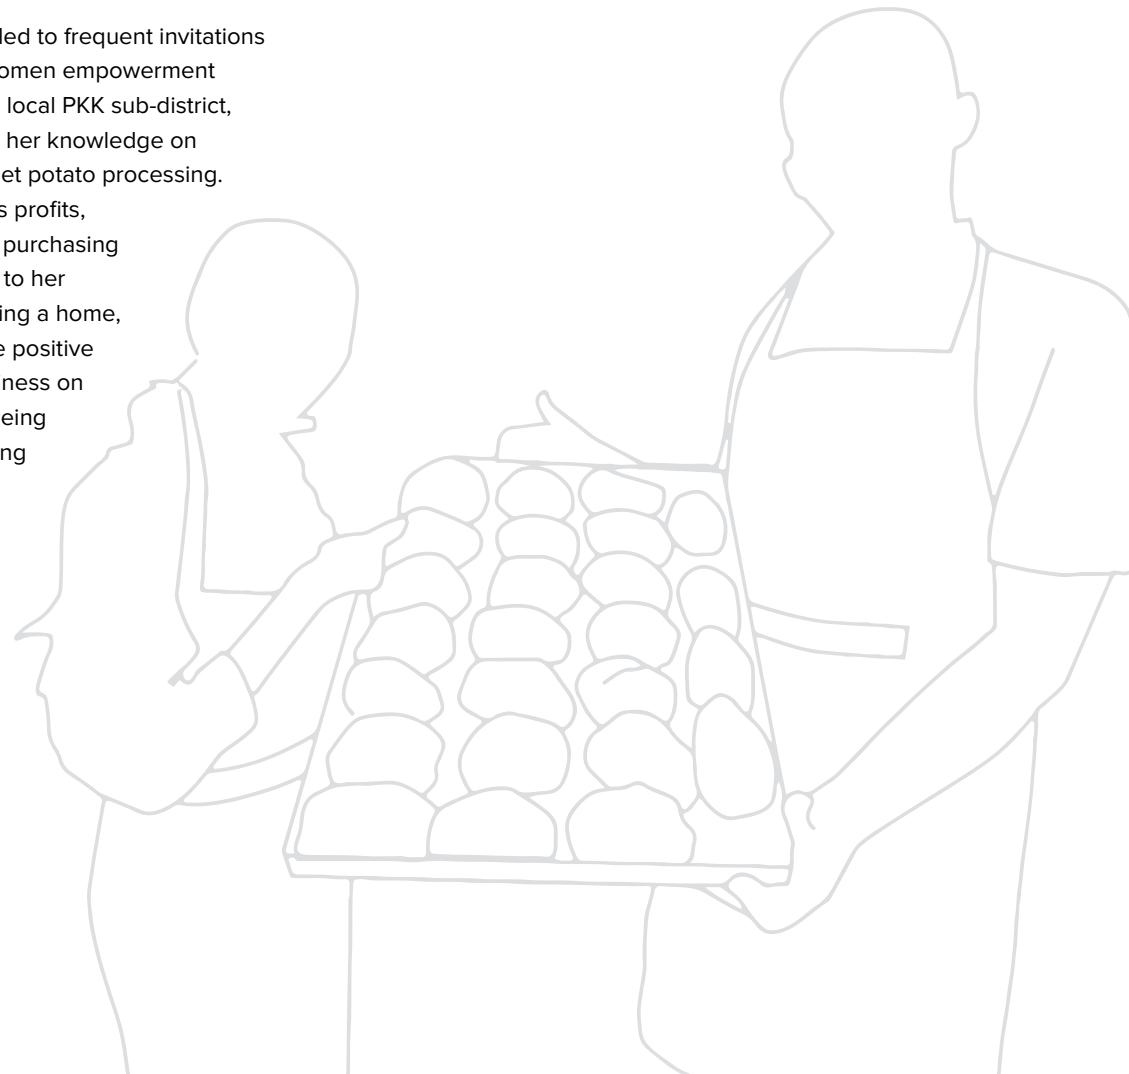 led to frequent invitations
omen empowerment
local PKK sub-district,
her knowledge on
et potato processing.
s profits,
purchasing
to her
ing a home,
e positive
iness on
eing
ng